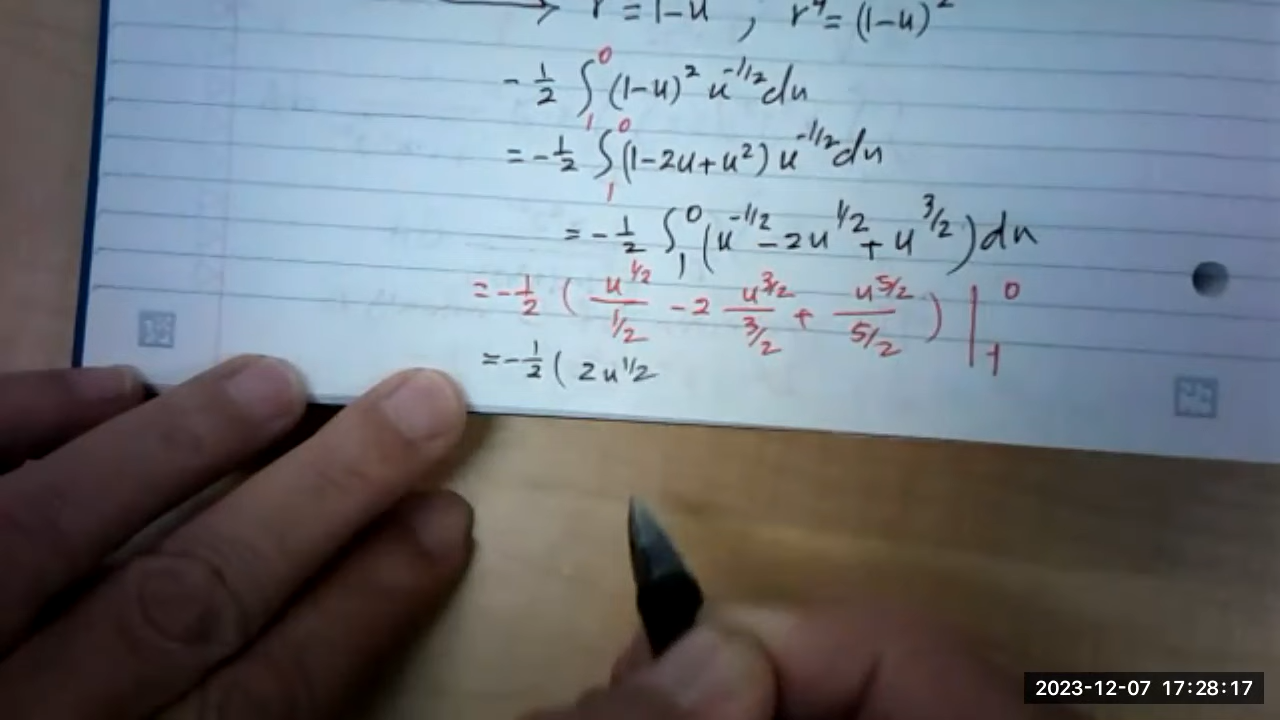 r² = 1-u , r⁴ = (1-u)²
-1/2 ∫₁⁰ (1-u)² u^(-1/2) du
= -1/2 ∫₁⁰ (1-2u+u²) u^(-1/2) du
= -1/2 ∫₁⁰ (u^(-1/2) - 2u^(1/2) + u^(3/2)) du
= -1/2 ( u^(1/2)/(1/2) - 2 u^(3/2)/(3/2) + u^(5/2)/(5/2) ) |₁⁰
= -1/2 ( 2u^(1/2)
2023-12-07 17:28:17